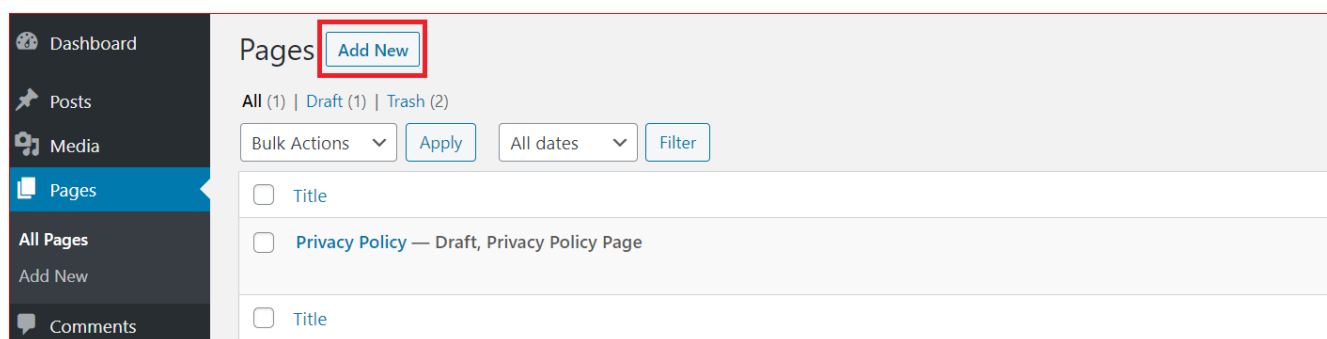 Dashboard
Posts
Media
Pages
All Pages
Add New
Comments
Pages Add New
All (1) | Draft (1) | Trash (2)
Bulk Actions Apply All dates Filter
Title
Privacy Policy — Draft, Privacy Policy Page
Title